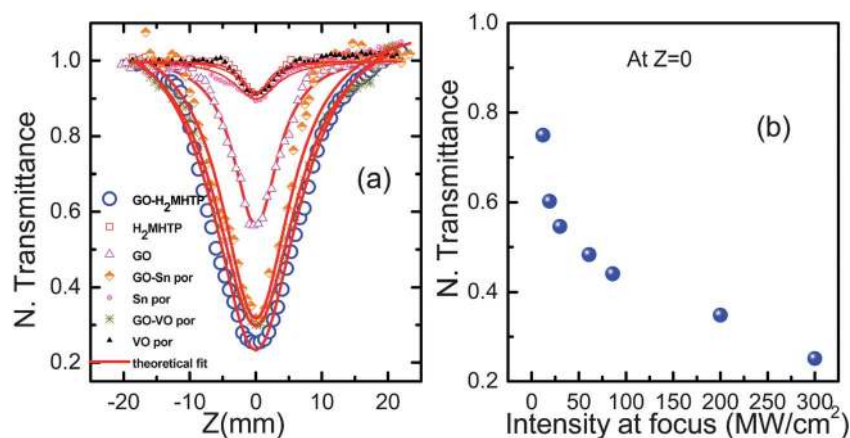 N. Transmittance
1.0
0.8
0.6
0.4
0.2
-20
-10
0
10
20
Z(mm)
(a)
GO-H2MHTP
H2MHTP
GO
GO-Sn por
Sn por
GO-VO por
VO por
theoretical fit
N. Transmittance
1.0
0.8
0.6
0.4
0.2
0 50 100 150 200 250 300
Intensity at focus (MW/cm²)
At Z=0
(b)